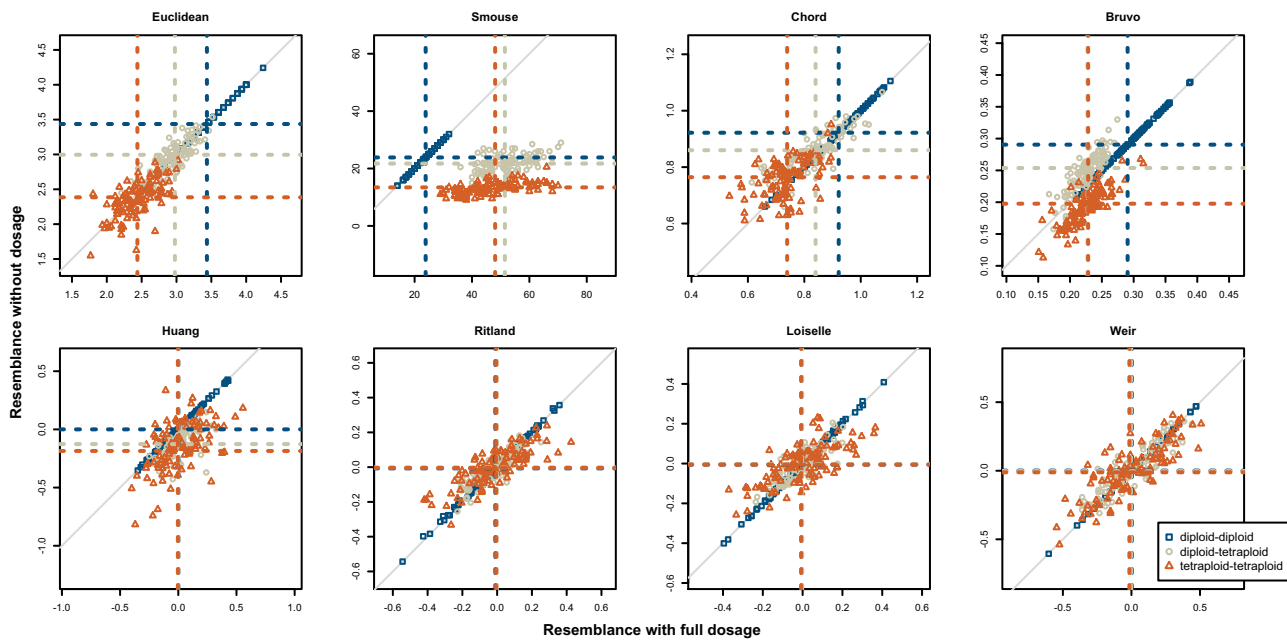 Euclidean Smouse Chord Bruvo
4.5
4.0
3.5
3.0
2.5
2.0
1.5
1.5 2.0 2.5 3.0 3.5 4.0 4.5
60
40
20
0
20 40 60 80
1.2
1.0
0.8
0.6
0.4 0.6 0.8 1.0 1.2
0.45
0.40
0.35
0.30
0.25
0.20
0.15
0.10
0.10 0.15 0.20 0.25 0.30 0.35 0.40 0.45
Resemblance without dosage
Huang Ritland Loiselle Weir
0.5
0.0
-0.5
-1.0
-1.0 -0.5 0.0 0.5 1.0
0.6
0.4
0.2
0.0
-0.2
-0.4
-0.6
-0.6 -0.4 -0.2 0.0 0.2 0.4 0.6
0.4
0.2
0.0
-0.2
-0.4
-0.6
-0.4 -0.2 0.0 0.2 0.4 0.6
0.5
0.0
-0.5
-0.5 0.0 0.5
diploid-diploid
diploid-tetraploid
tetraploid-tetraploid
Resemblance with full dosage